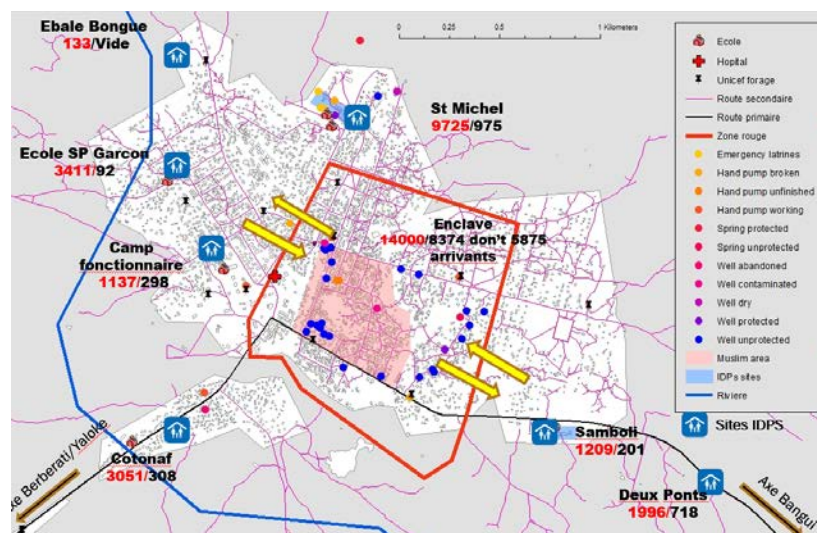 Ebale Bongue
133/Vide
0 0.25 0.5 1 Kilometers
St Michel
9725/975
Ecole SP Garcon
3411/92
Enclave
14000/8374 don't 5875
arrivants
Camp
fonctionnaire
1137/298
Cotonaf
3051/308
Samboli
1209/201
Deux Ponts
1996/718
Axe Berberati/Yaloke
Axe Bangui
Ecole
Hopital
Unicef forage
Route secondaire
Route primaire
Zone rouge
Emergency latrines
Hand pump broken
Hand pump unfinished
Hand pump working
Spring protected
Spring unprotected
Well abandoned
Well contaminated
Well dry
Well protected
Well unprotected
Muslim area
IDPs sites
Riviere
Sites IDPS